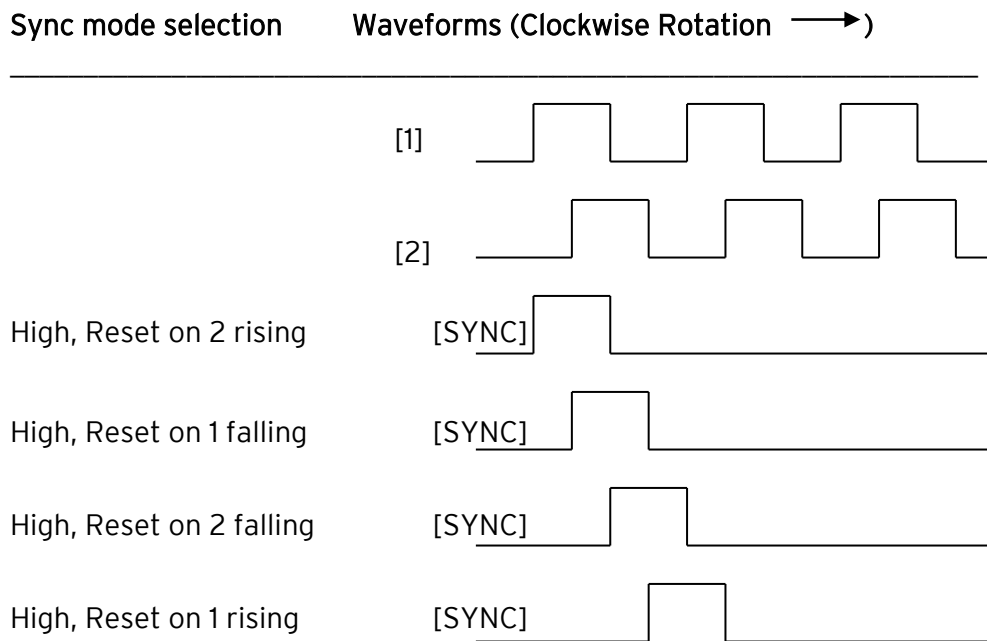 Sync mode selection Waveforms (Clockwise Rotation )
[1]
[2]
High, Reset on 2 rising [SYNC]
High, Reset on 1 falling [SYNC]
High, Reset on 2 falling [SYNC]
High, Reset on 1 rising [SYNC]